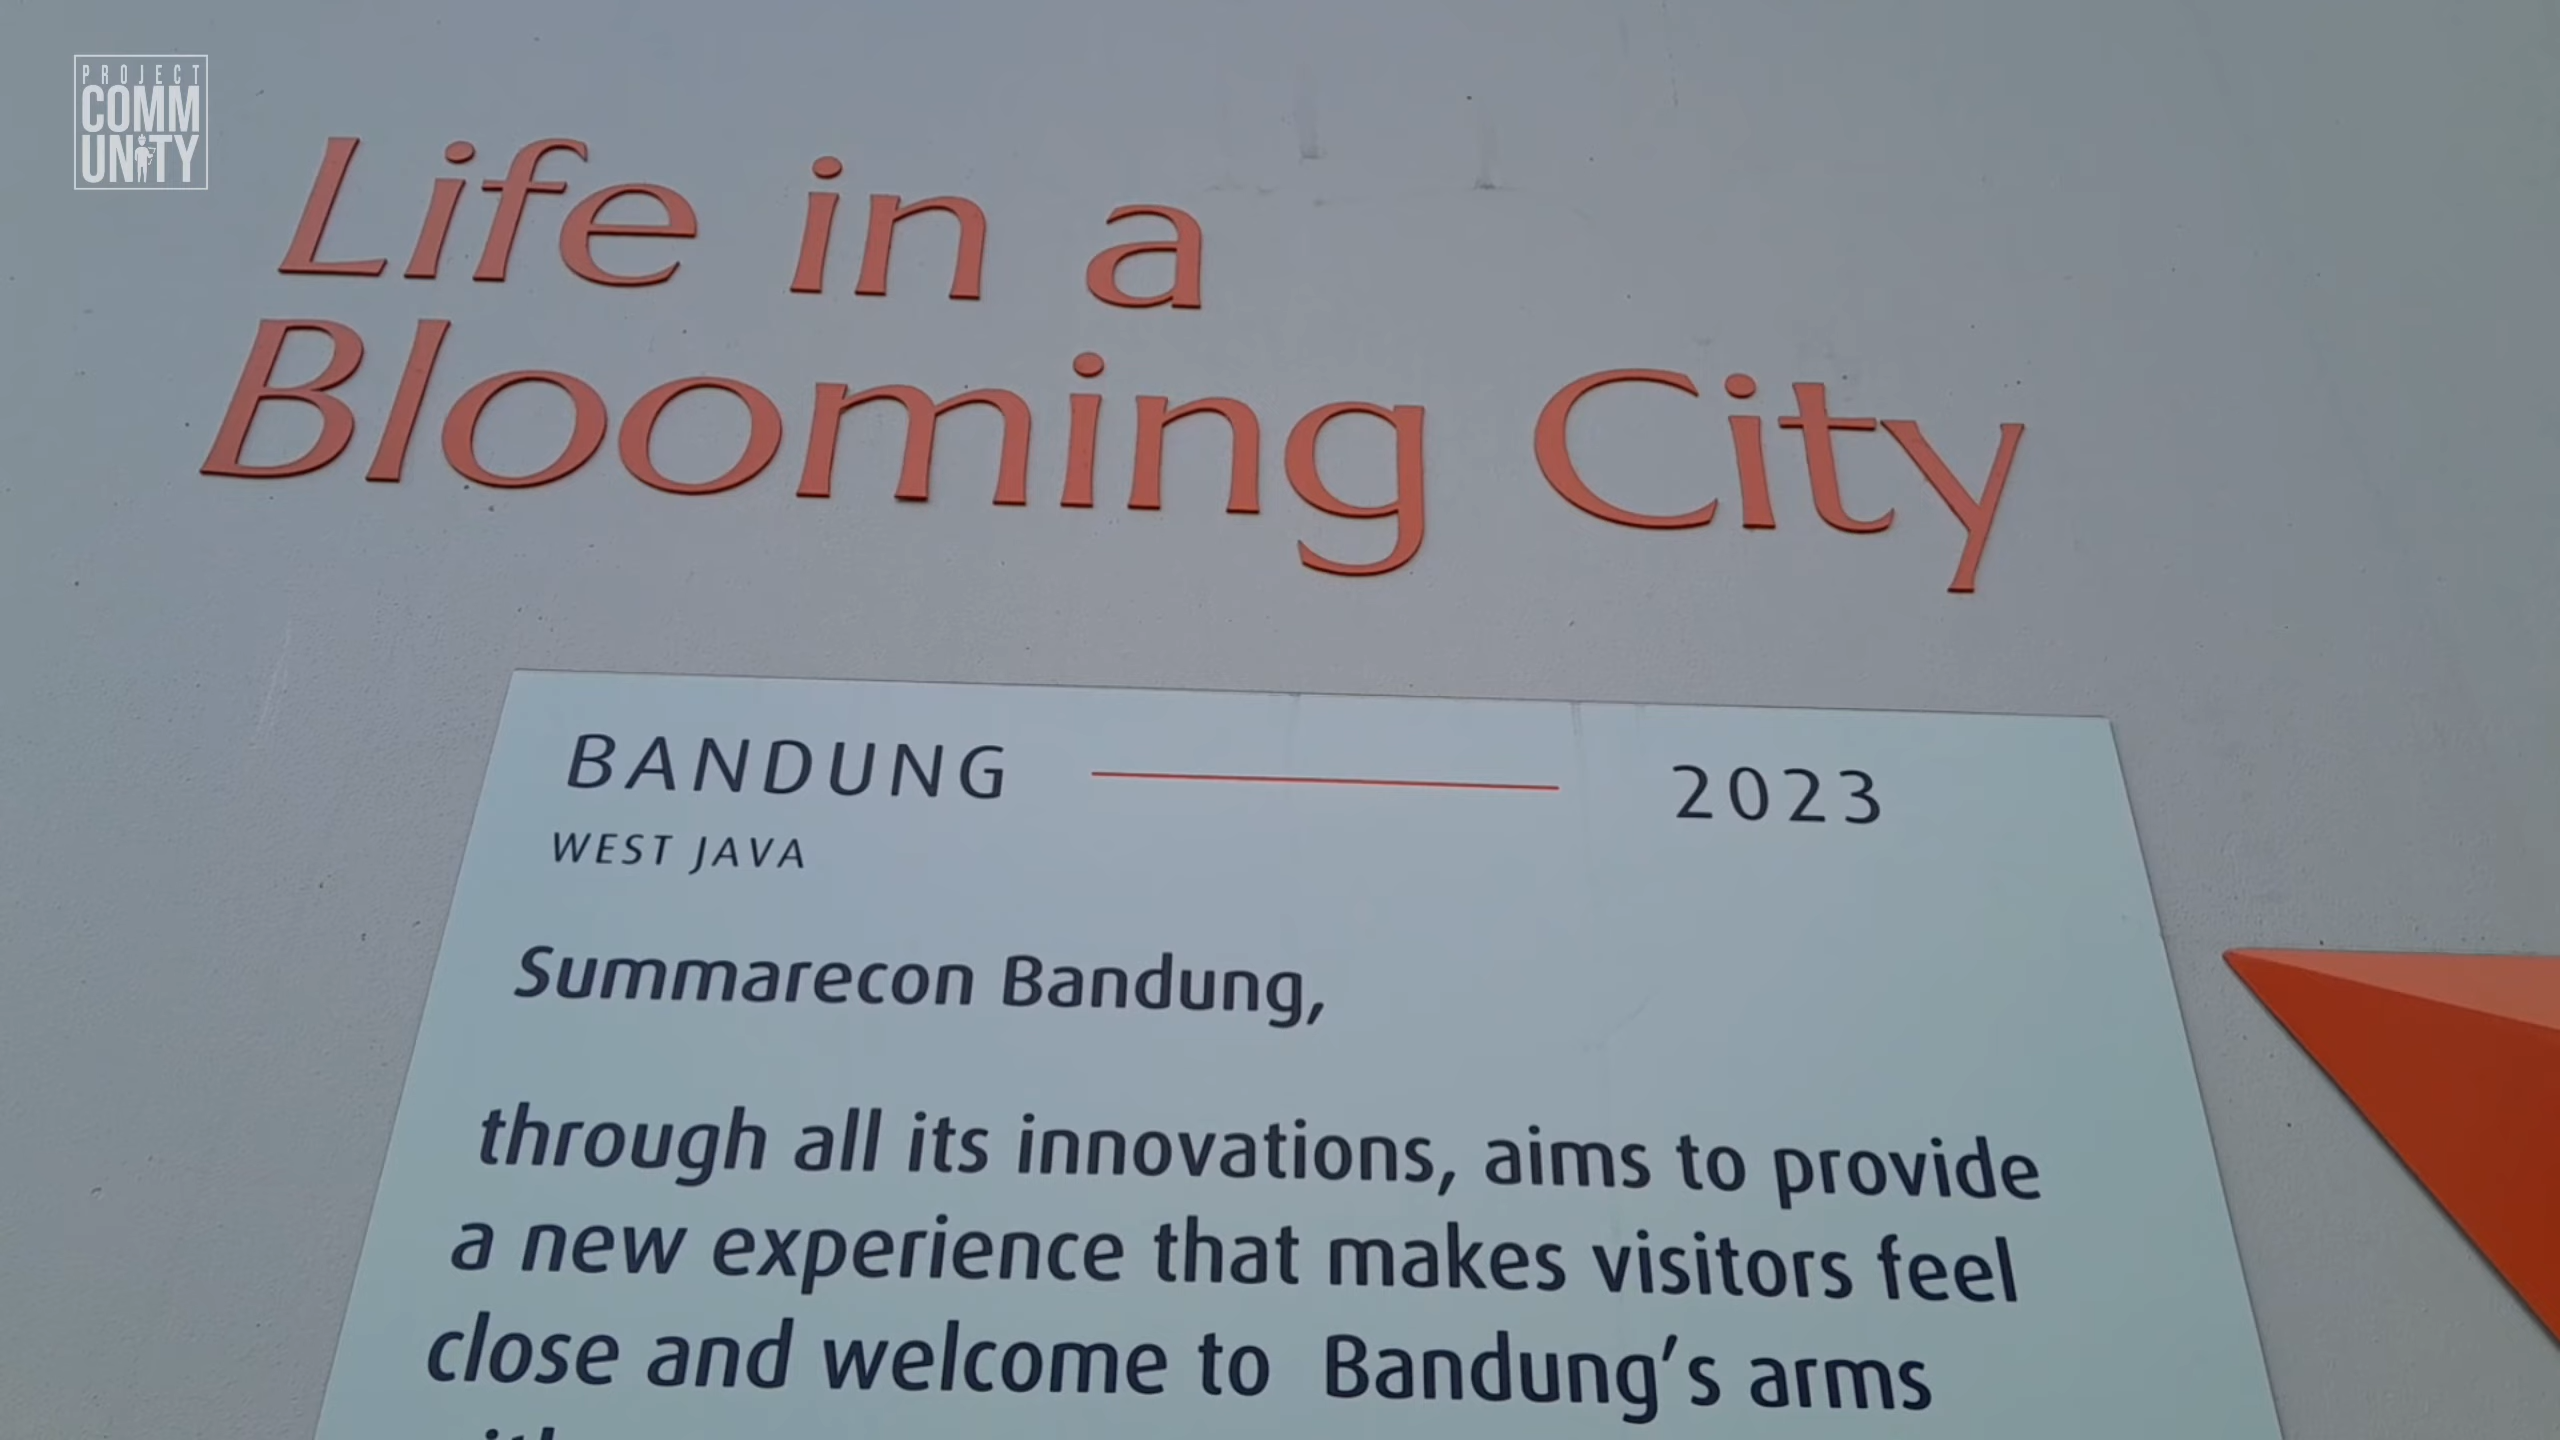 PROJECT
COMM
UNITY
Life in a
Blooming City
BANDUNG 2023
WEST JAVA
Summarecon Bandung,
through all its innovations, aims to provide
a new experience that makes visitors feel
close and welcome to Bandung's arms